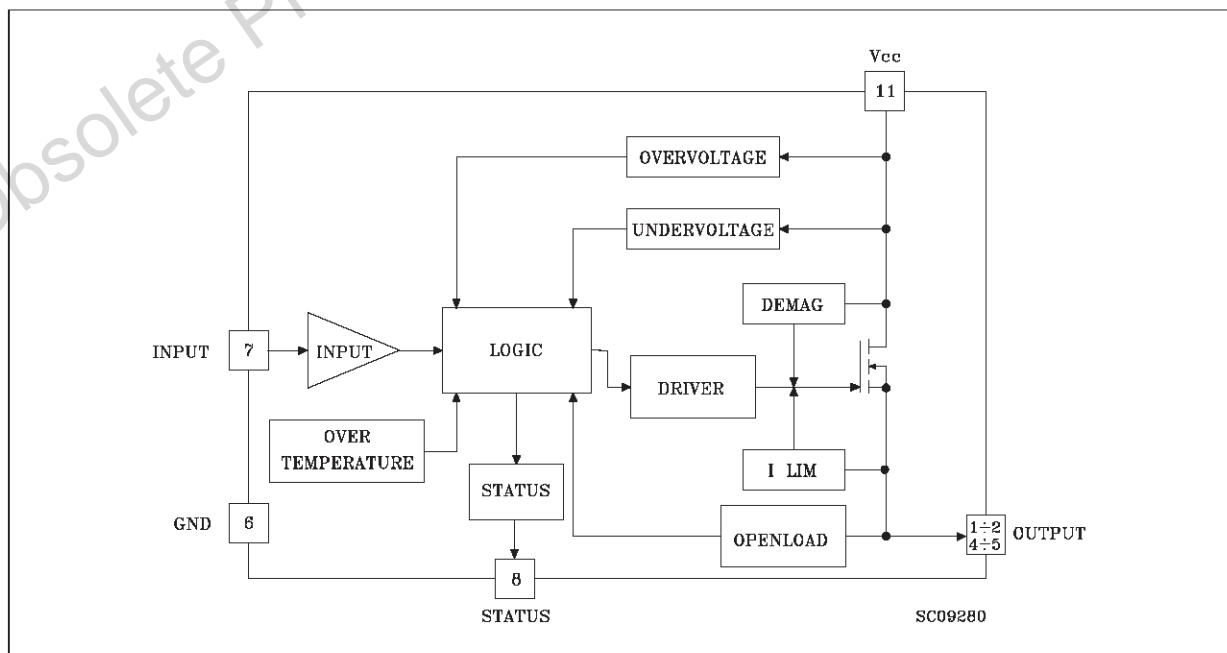 Obsolete Pr
Vcc
11
OVERVOLTAGE
UNDERVOLTAGE
DEMAG
INPUT
7
INPUT
LOGIC
DRIVER
OVER
TEMPERATURE
I LIM
STATUS
GND
6
OPENLOAD
1÷2
4÷5
OUTPUT
8
STATUS
SC09280